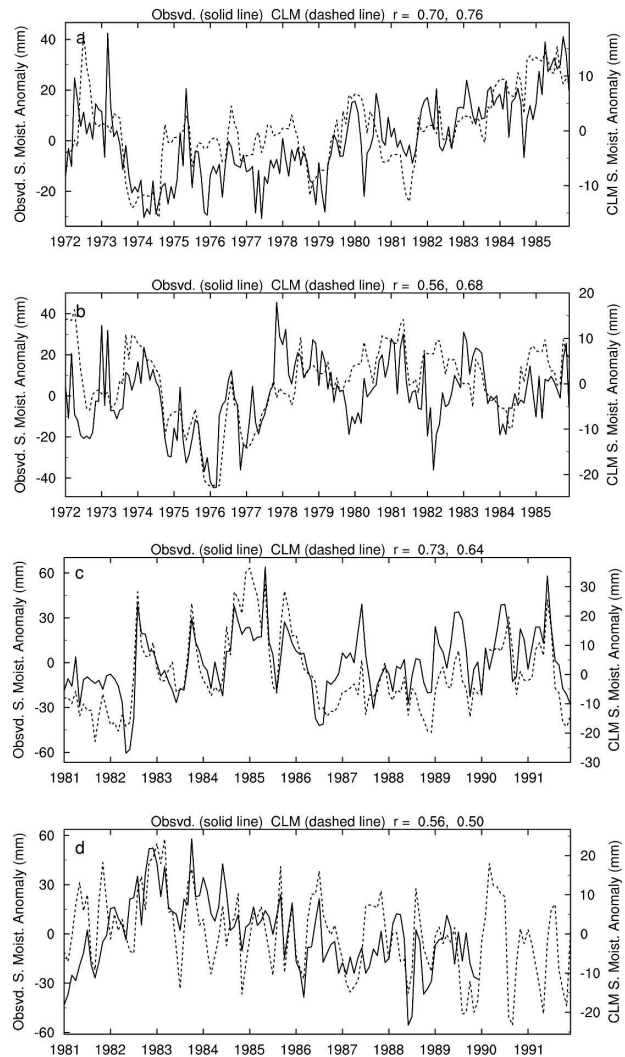 Obsvd. (solid line) CLM (dashed line) r = 0.70, 0.76
a
Obsvd. S. Moist. Anomaly (mm)
40
20
0
-20
CLM S. Moist. Anomaly (mm)
10
0
-10
1972 1973 1974 1975 1976 1977 1978 1979 1980 1981 1982 1983 1984 1985
Obsvd. (solid line) CLM (dashed line) r = 0.56, 0.68
b
Obsvd. S. Moist. Anomaly (mm)
40
20
0
-20
-40
CLM S. Moist. Anomaly (mm)
20
10
0
-10
-20
1972 1973 1974 1975 1976 1977 1978 1979 1980 1981 1982 1983 1984 1985
Obsvd. (solid line) CLM (dashed line) r = 0.73, 0.64
c
Obsvd. S. Moist. Anomaly (mm)
60
30
0
-30
-60
CLM S. Moist. Anomaly (mm)
30
20
10
0
-10
-20
-30
1981 1982 1983 1984 1985 1986 1987 1988 1989 1990 1991
Obsvd. (solid line) CLM (dashed line) r = 0.56, 0.50
d
Obsvd. S. Moist. Anomaly (mm)
60
30
0
-30
-60
CLM S. Moist. Anomaly (mm)
20
10
0
-10
-20
1981 1982 1983 1984 1985 1986 1987 1988 1989 1990 1991